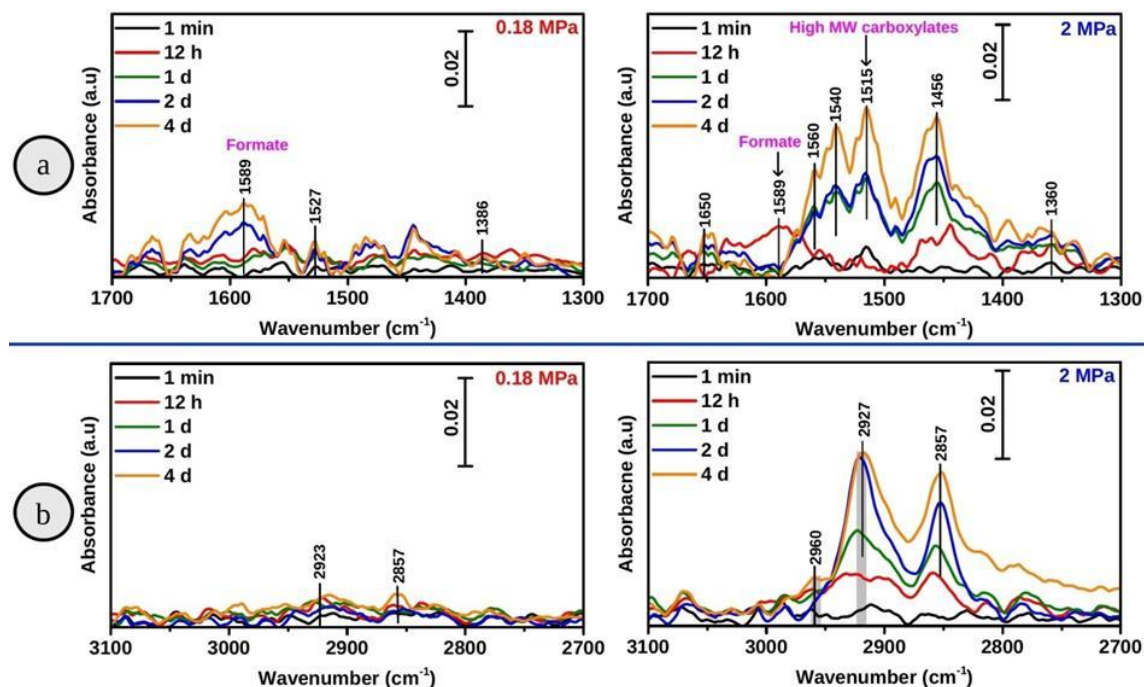 1 min
12 h
1 d
2 d
4 d
0.18 MPa
0.02
Formate
1589
1527
1386
Absorbance (a.u)
1700
1600
1500
1400
1300
Wavenumber (cm-1)
a
1 min
12 h
1 d
2 d
4 d
High MW carboxylates
2 MPa
0.02
Formate
1650
1589
1560
1540
1515
1456
1360
Absorbance (a.u)
1700
1600
1500
1400
1300
Wavenumber (cm-1)
1 min
12 h
1 d
2 d
4 d
0.18 MPa
0.02
2923
2857
Absorbance (a.u)
3100
3000
2900
2800
2700
Wavenumber (cm-1)
b
1 min
12 h
1 d
2 d
4 d
2 MPa
0.02
2960
2927
2857
Absorbacne (a.u)
3100
3000
2900
2800
2700
Wavenumber (cm-1)